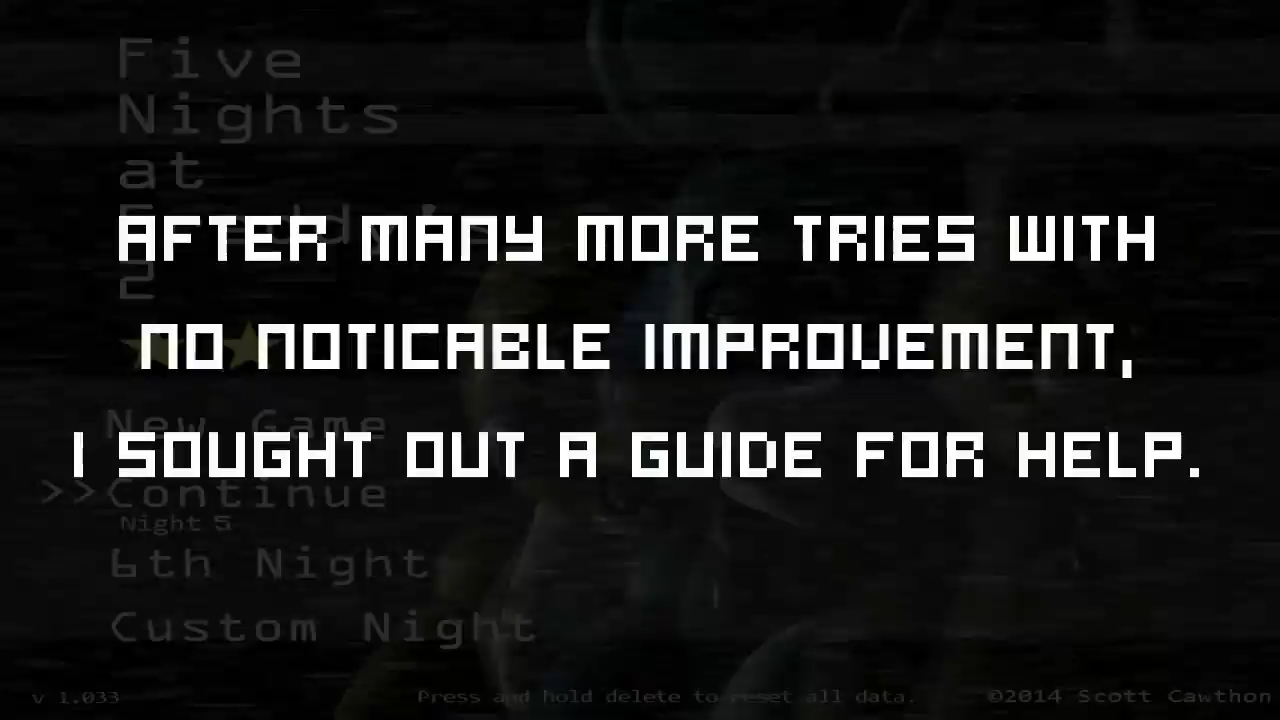 Five
Nights
at
Freddy's
2
AFTER MANY MORE TRIES WITH
NO NOTICABLE IMPROVEMENT,
I SOUGHT OUT A GUIDE FOR HELP.
New Game
>>Continue
Night 5
6th Night
Custom Night
v 1.033
Press and hold delete to reset all data.
©2014 Scott Cawthon